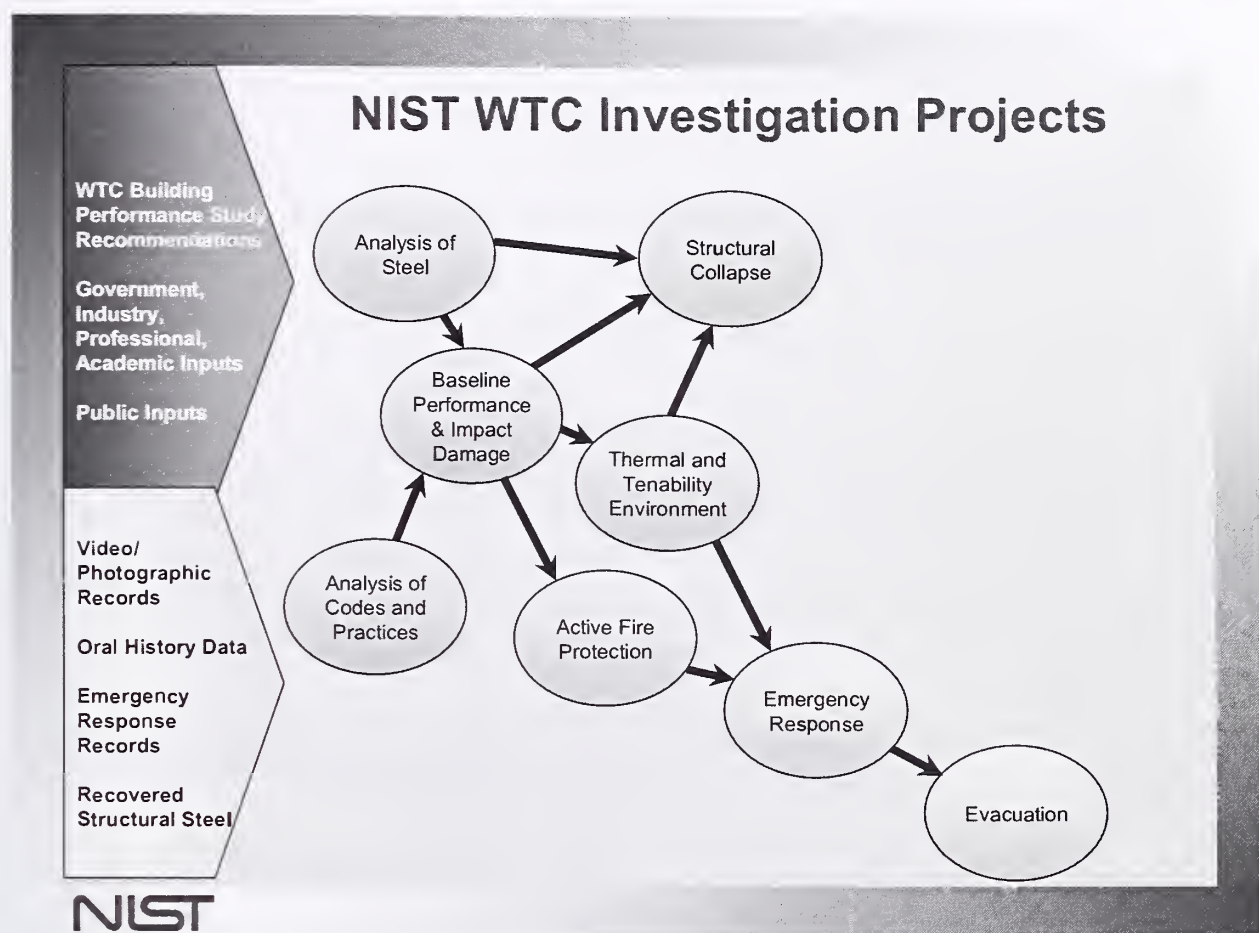 NIST WTC Investigation Projects
WTC Building
Performance Study
Recommendations
Government,
Industry,
Professional,
Academic Inputs
Public Inputs
Video/
Photographic
Records
Oral History Data
Emergency
Response
Records
Recovered
Structural Steel
Analysis of
Steel
Structural
Collapse
Baseline
Performance
& Impact
Damage
Thermal and
Tenability
Environment
Analysis of
Codes and
Practices
Active Fire
Protection
Emergency
Response
Evacuation
NIST